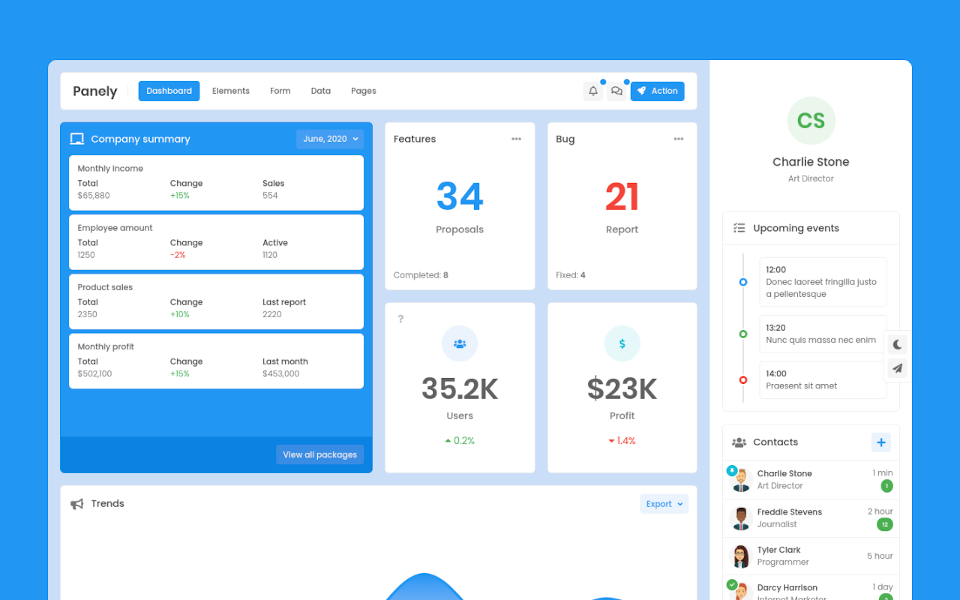 Panely
Dashboard Elements Form Data Pages
Action
Company summary
June, 2020
Monthly income
Total Change Sales
$65,880 +15% 554
Employee amount
Total Change Active
1250 -2% 1120
Product sales
Total Change Last report
2350 +10% 2220
Monthly profit
Total Change Last month
$502,100 +15% $453,000
View all packages
Features
34
Proposals
Completed: 8
Bug
21
Report
Fixed: 4
?
35.2K
Users
0.2%
$
$23K
Profit
1.4%
Trends
Export
CS
Charlie Stone
Art Director
Upcoming events
12:00
Donec laoreet fringilla justo
a pellentesque
13:20
Nunc quis massa nec enim
14:00
Praesent sit amet
Contacts
+
Charlie Stone 1 min
Art Director 1
Freddie Stevens 2 hour
Journalist 12
Tyler Clark
Programmer
5 hour
Darcy Harrison 1 day
Internet Marketer